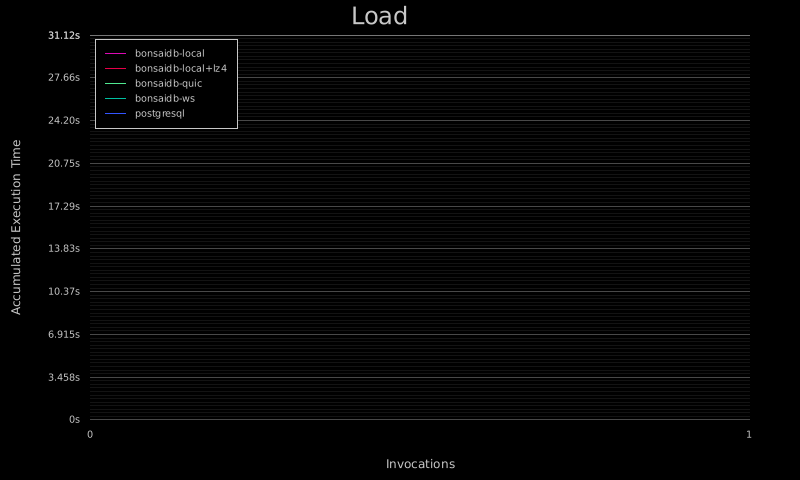 Load
31.12s
bonsaidb-local
bonsaidb-local+lz4
27.66s
bonsaidb-quic
bonsaidb-ws
postgresql
24.20s
20.75s
17.29s
13.83s
10.37s
6.915s
3.458s
0s
Accumulated Execution Time
0 1
Invocations